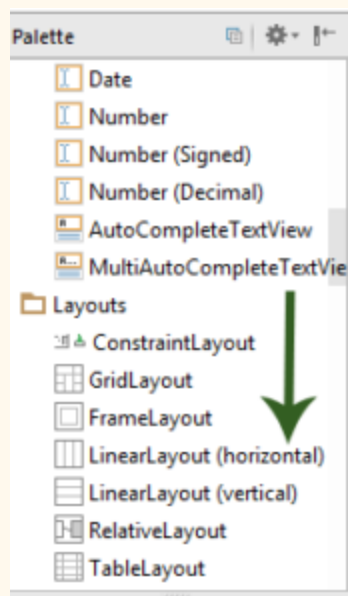 Palette
Date
Number
Number (Signed)
Number (Decimal)
AutoCompleteTextView
MultiAutoCompleteTextVie
Layouts
ConstraintLayout
GridLayout
FrameLayout
LinearLayout (horizontal)
LinearLayout (vertical)
RelativeLayout
TableLayout